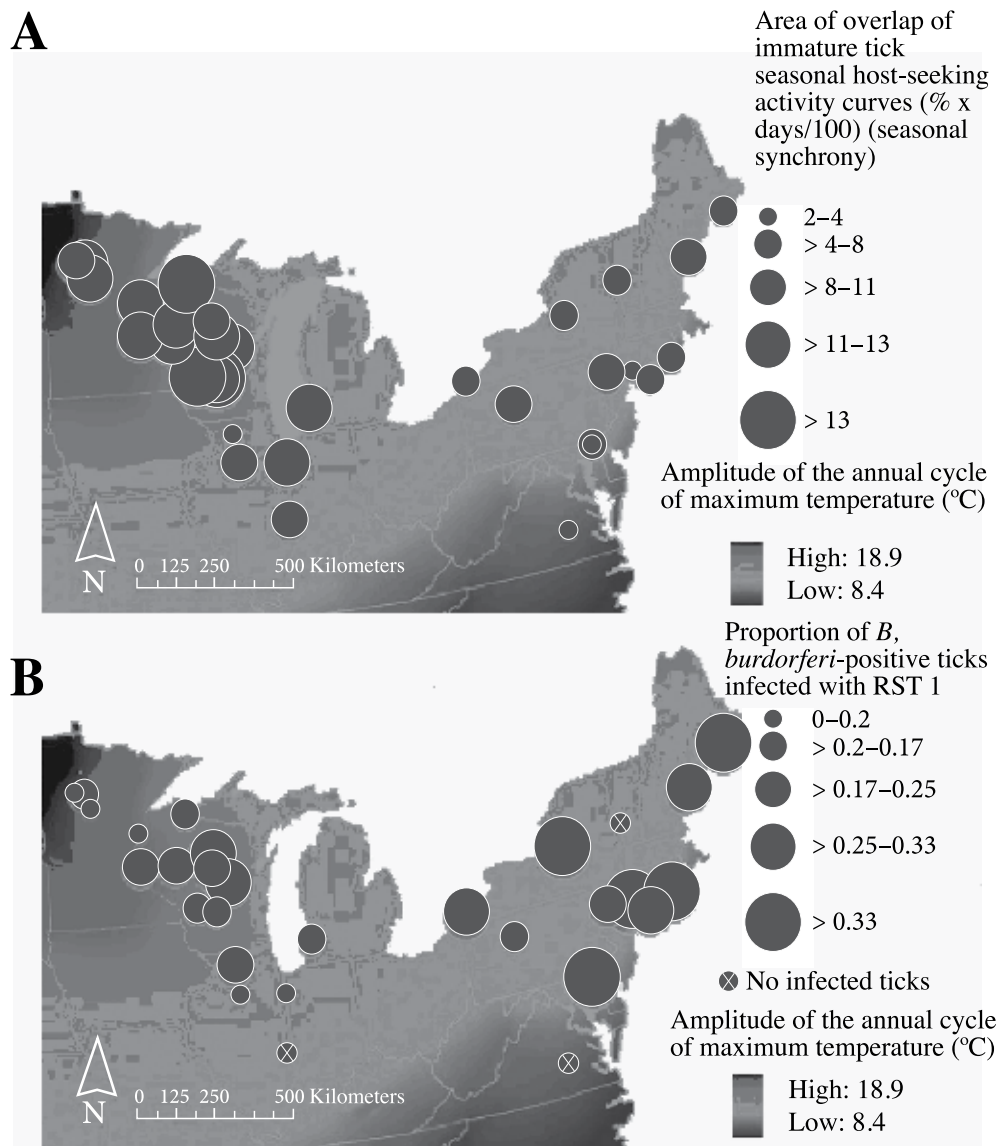 A
Area of overlap of
immature tick
seasonal host-seeking
activity curves (% x
days/100) (seasonal
synchrony)
2–4
> 4–8
> 8–11
> 11–13
> 13
Amplitude of the annual cycle
of maximum temperature (ºC)
High: 18.9
Low: 8.4
N
0 125 250 500 Kilometers
B
Proportion of B,
burdorferi-positive ticks
infected with RST 1
0–0.2
> 0.2–0.17
> 0.17–0.25
> 0.25–0.33
> 0.33
No infected ticks
Amplitude of the annual cycle
of maximum temperature (ºC)
High: 18.9
Low: 8.4
N
0 125 250 500 Kilometers